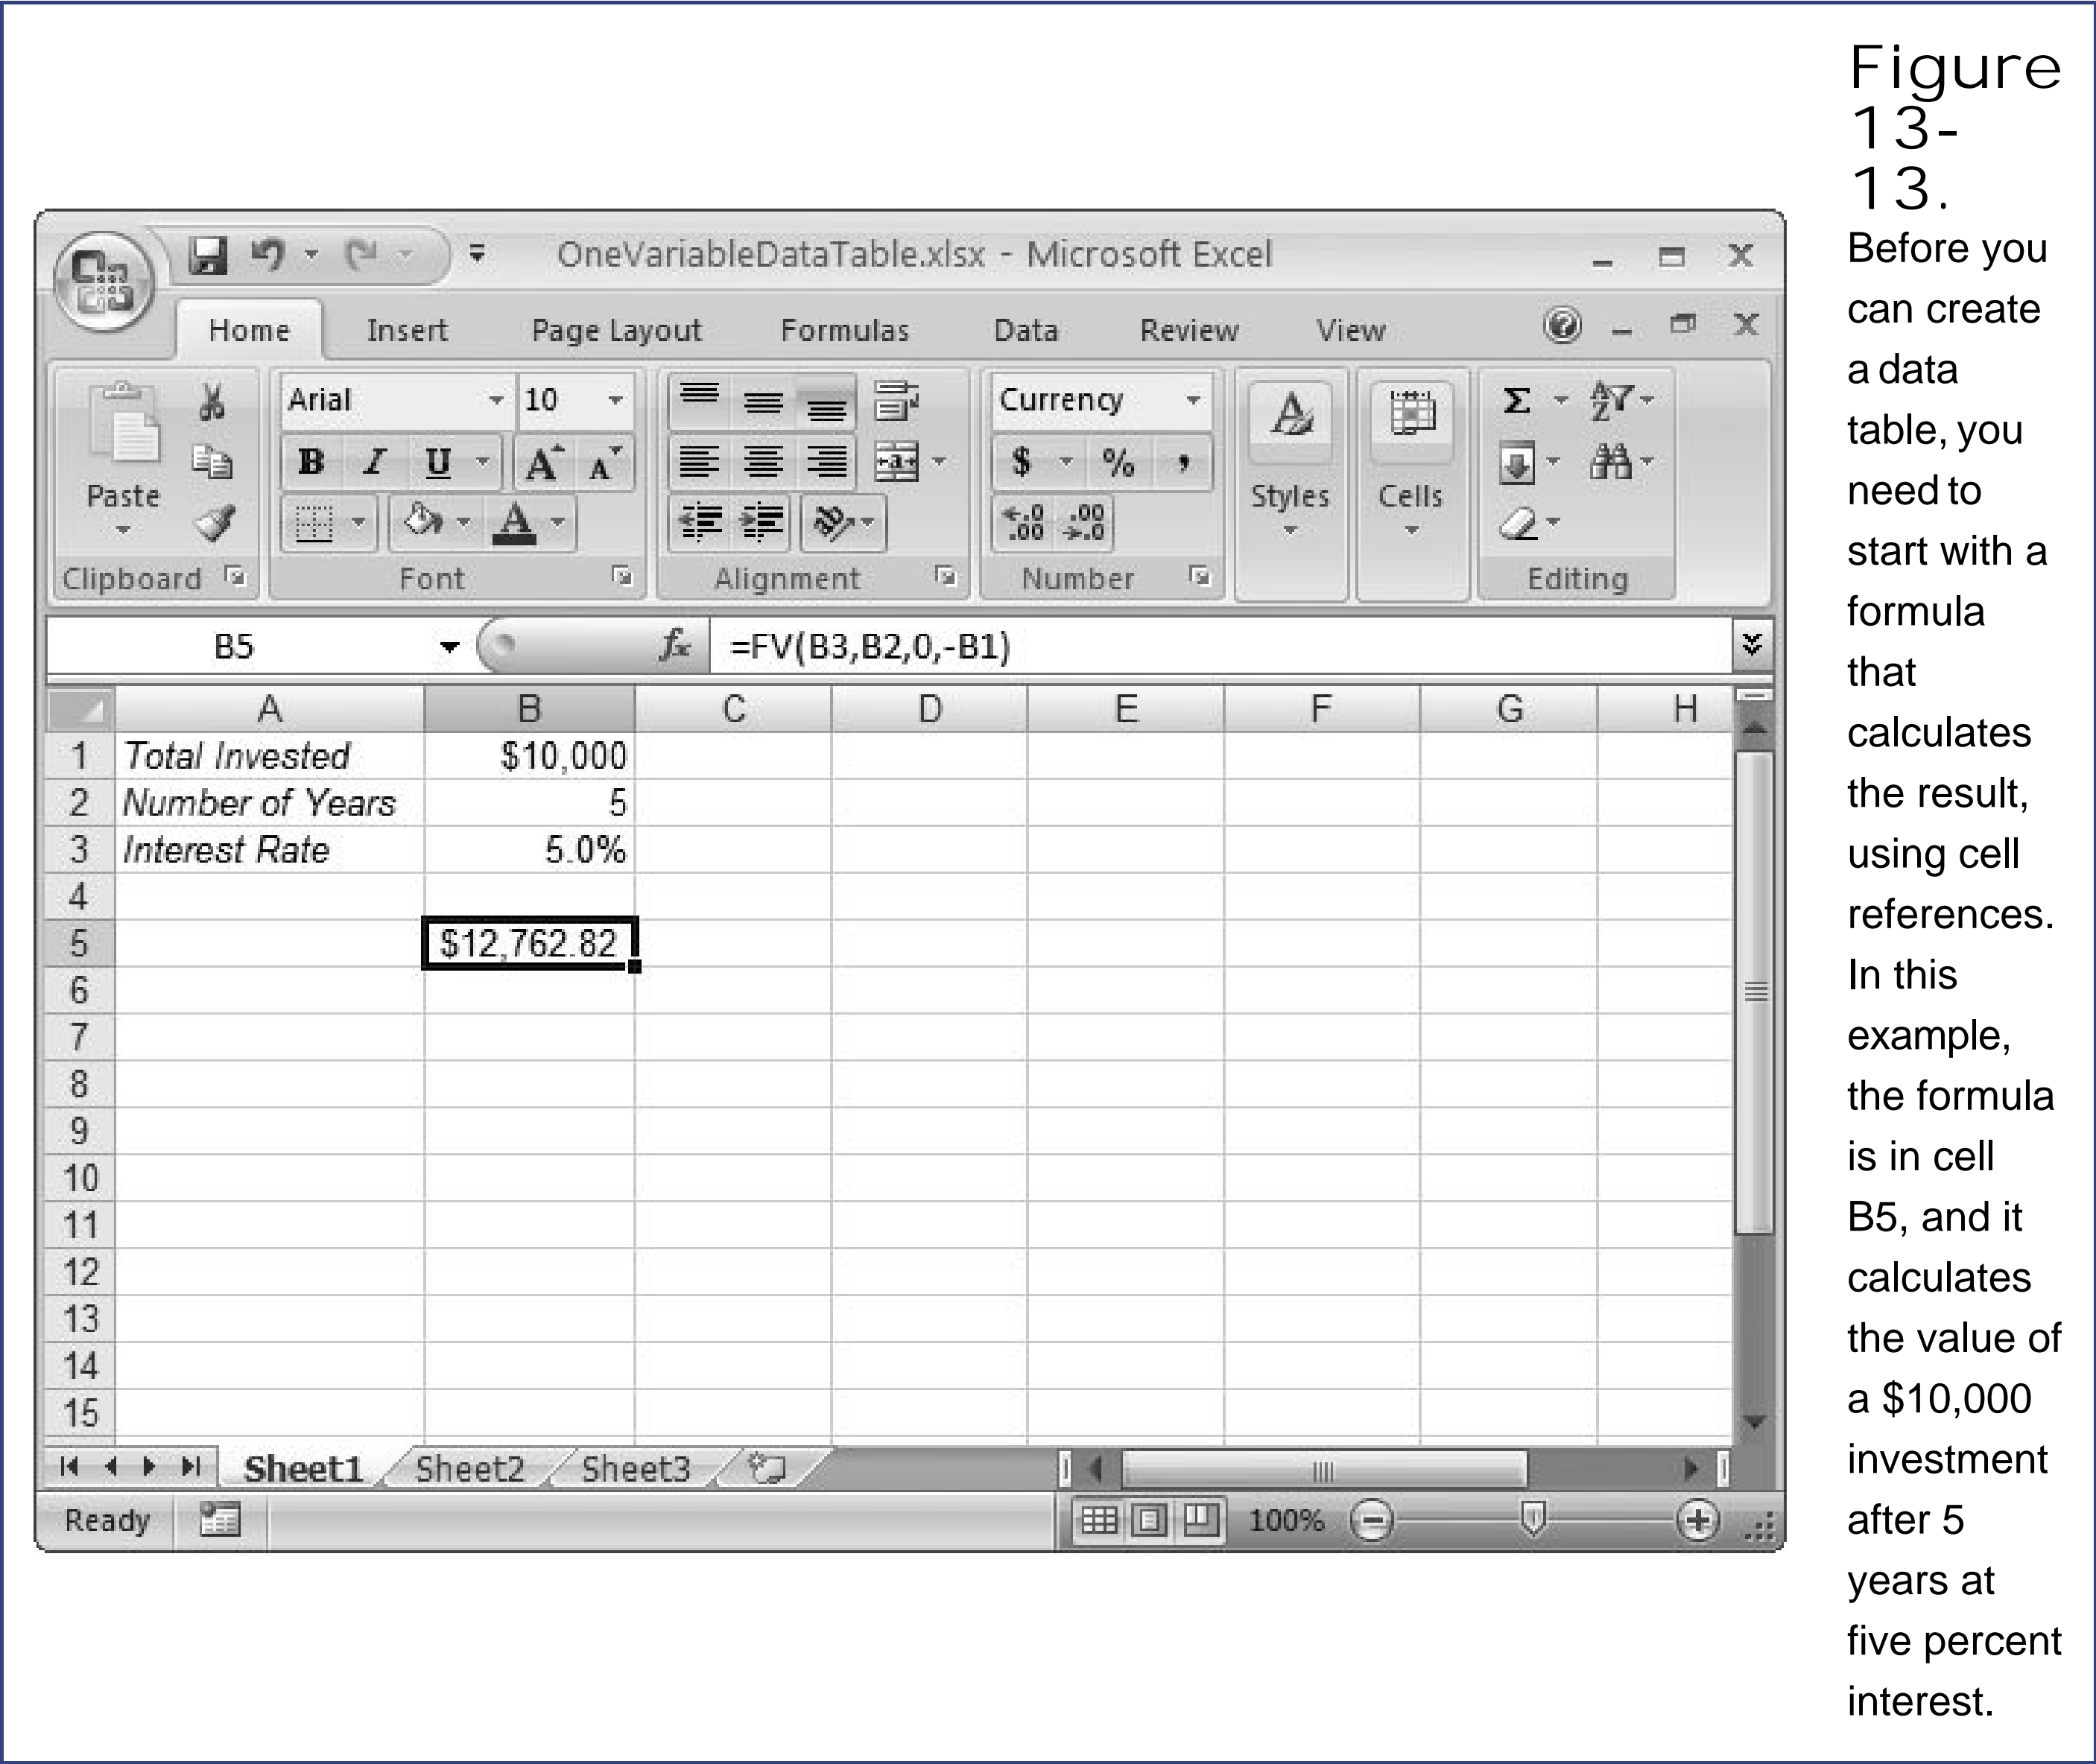 OneVariableDataTable.xlsx - Microsoft Excel
Home Insert Page Layout Formulas Data Review View
Arial 10 Currency
B I U A A $ % ,
Paste Styles Cells
Clipboard Font Alignment Number Editing
B5 fx =FV(B3,B2,0,-B1)
A B C D E F G H
1 Total Invested $10,000
2 Number of Years 5
3 Interest Rate 5.0%
4
5 $12,762.82
6
7
8
9
10
11
12
13
14
15
Sheet1 Sheet2 Sheet3
Ready 100%
Figure
13-
13.
Before you
can create
a data
table, you
need to
start with a
formula
that
calculates
the result,
using cell
references.
In this
example,
the formula
is in cell
B5, and it
calculates
the value of
a $10,000
investment
after 5
years at
five percent
interest.